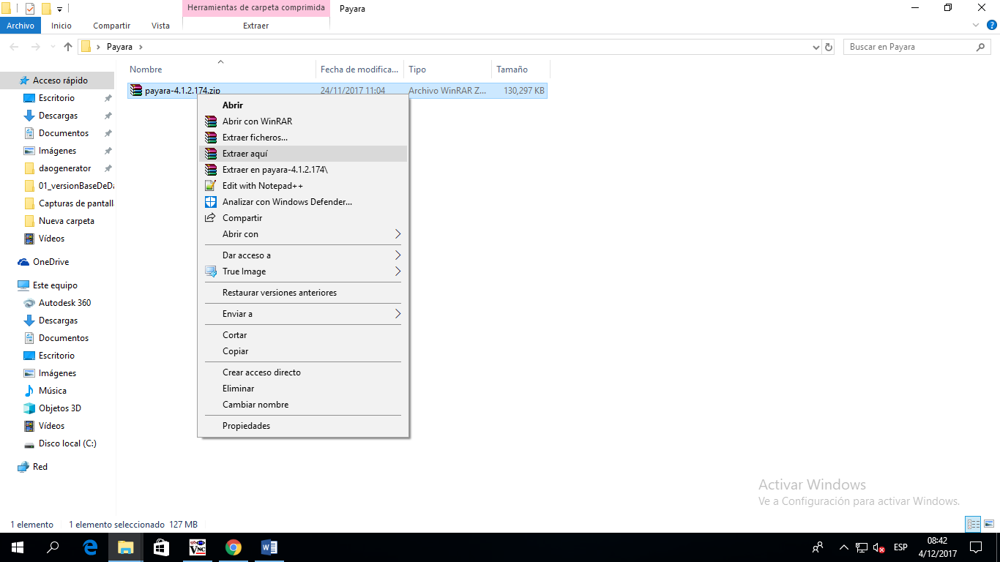 Herramientas de carpeta comprimida
Payara
Archivo
Inicio
Compartir
Vista
Extraer
Payara
Buscar en Payara
Nombre
Fecha de modifica...
Tipo
Tamaño
payara-4.1.2.174.zip
24/11/2017 11:04
Archivo WinRAR Z...
130,297 KB
Acceso rápido
Escritorio
Descargas
Documentos
Imágenes
daogenerator
01_versionBaseDeDa
Capturas de pantall
Nueva carpeta
Vídeos
OneDrive
Este equipo
Autodesk 360
Descargas
Documentos
Escritorio
Imágenes
Música
Objetos 3D
Vídeos
Disco local (C:)
Red
Abrir
Abrir con WinRAR
Extraer ficheros...
Extraer aquí
Extraer en payara-4.1.2.174\
Edit with Notepad++
Analizar con Windows Defender...
Compartir
Abrir con
Dar acceso a
True Image
Restaurar versiones anteriores
Enviar a
Cortar
Copiar
Crear acceso directo
Eliminar
Cambiar nombre
Propiedades
Activar Windows
Ve a Configuración para activar Windows.
1 elemento
1 elemento seleccionado 127 MB
VNC
ESP
08:42
4/12/2017